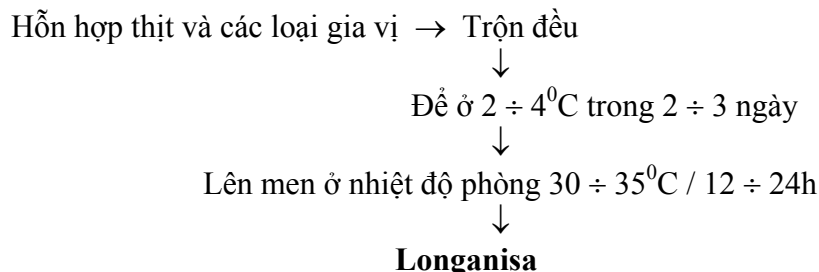 Hỗn hợp thịt và các loại gia vị → Trộn đều
↓
Để ở 2 ÷ 4⁰C trong 2 ÷ 3 ngày
↓
Lên men ở nhiệt độ phòng 30 ÷ 35⁰C / 12 ÷ 24h
↓
Longanisa